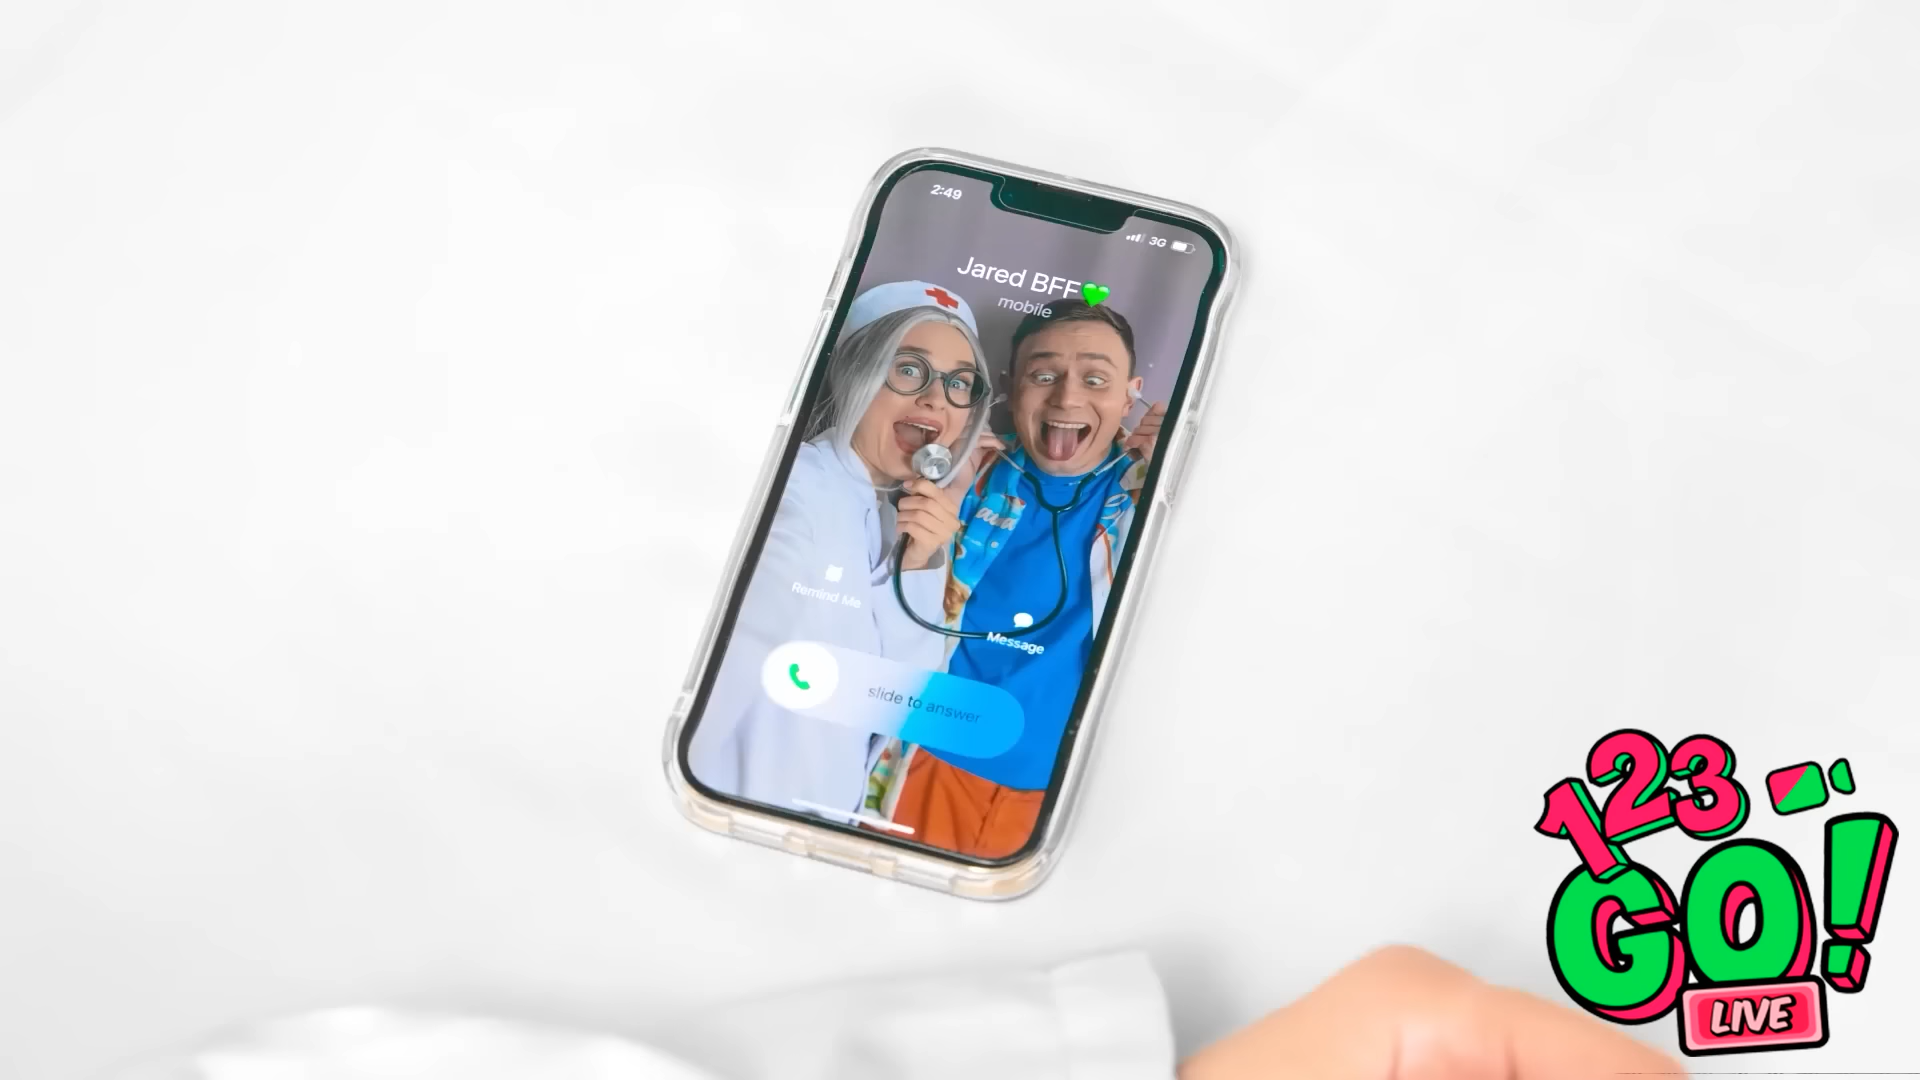 2:49
3G
Jared BFF💚
mobile
Remind Me
Message
slide to answer
123
GO!
LIVE